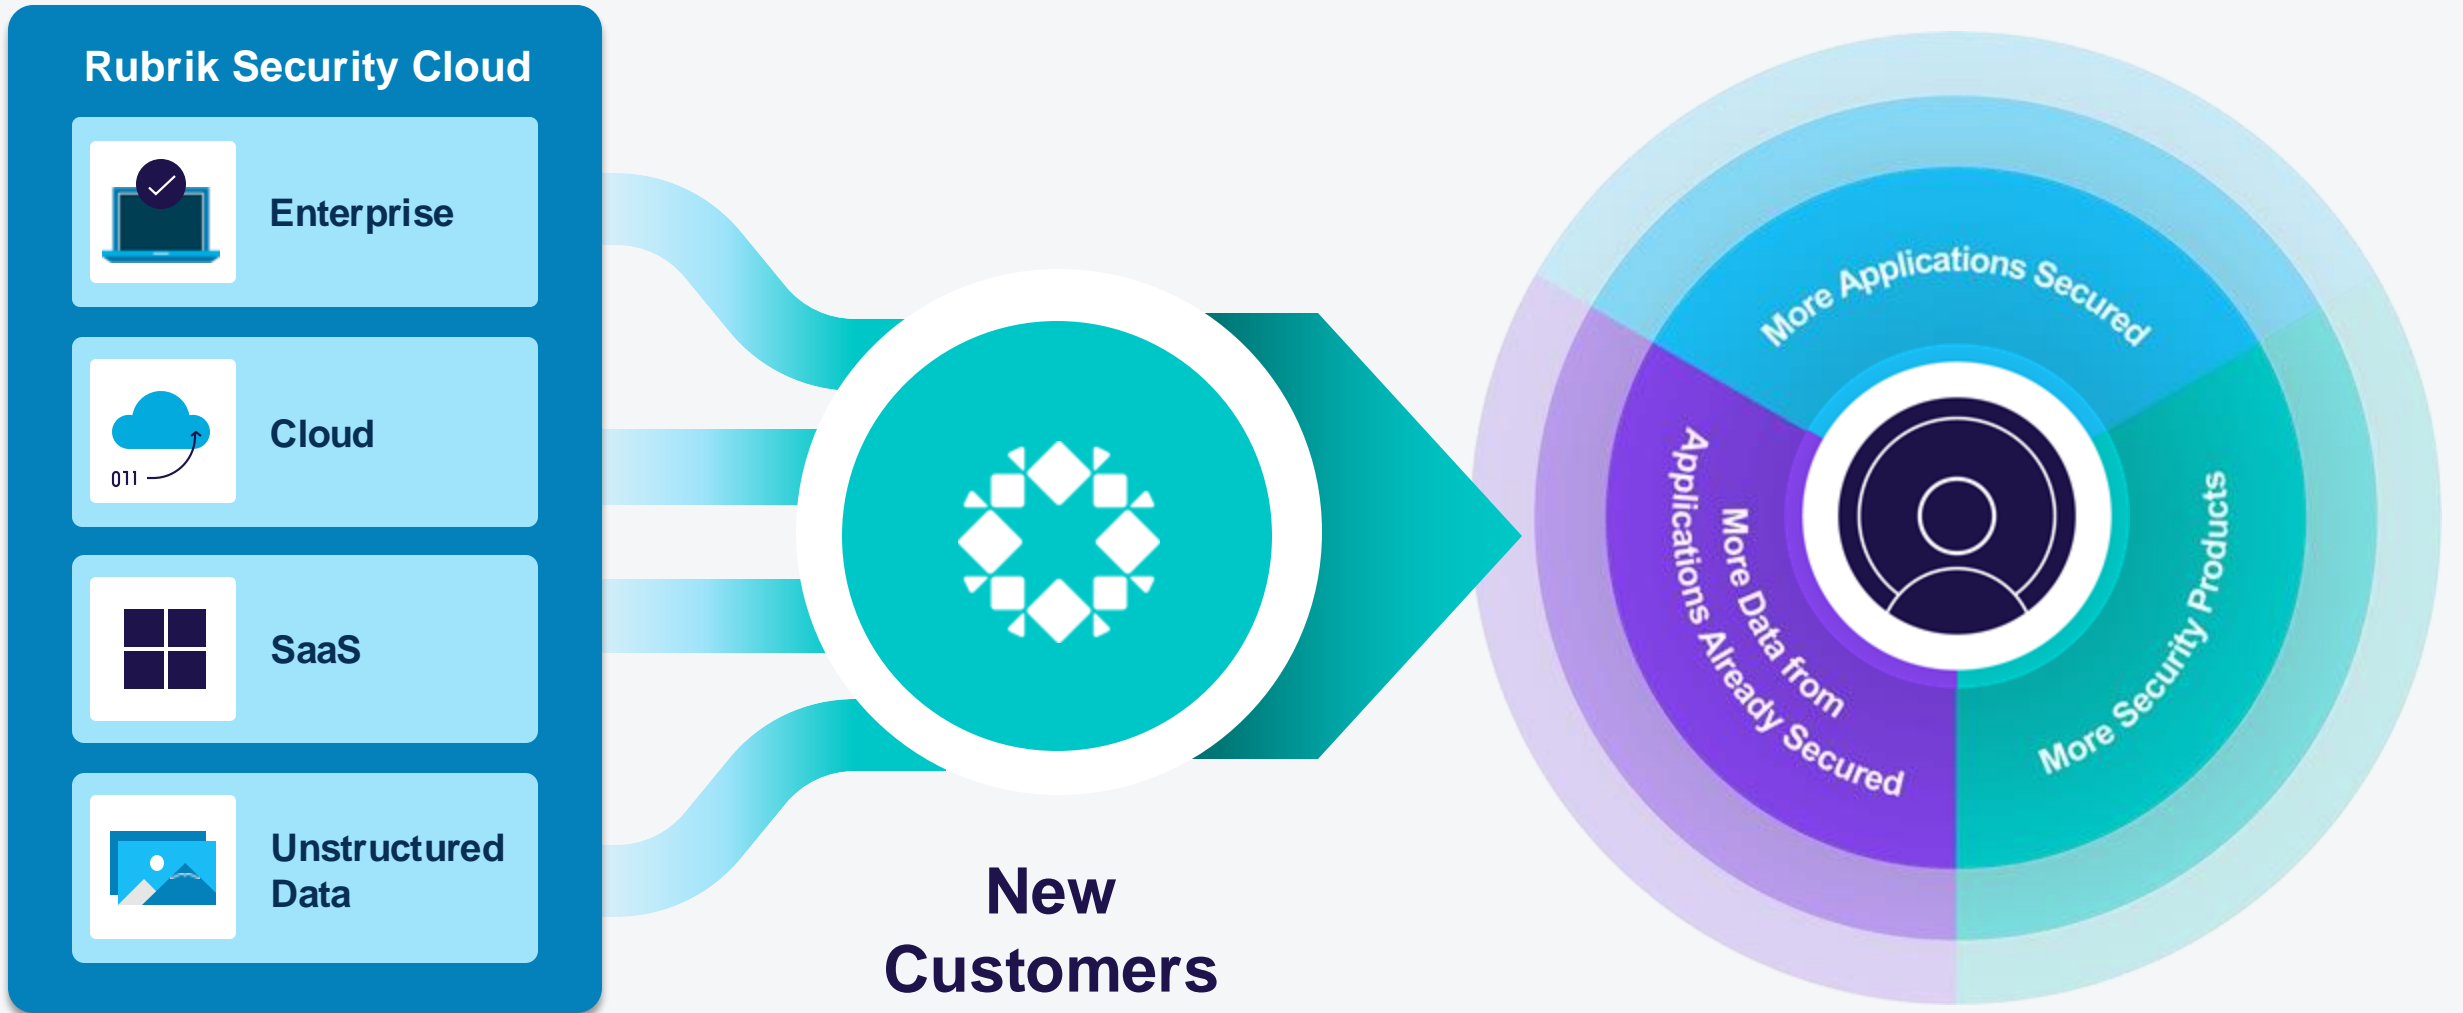 Rubrik Security Cloud
Enterprise
Cloud
011
SaaS
Unstructured
Data
New
Customers
More Applications Secured
More Data from
Applications Already Secured
More Security Products